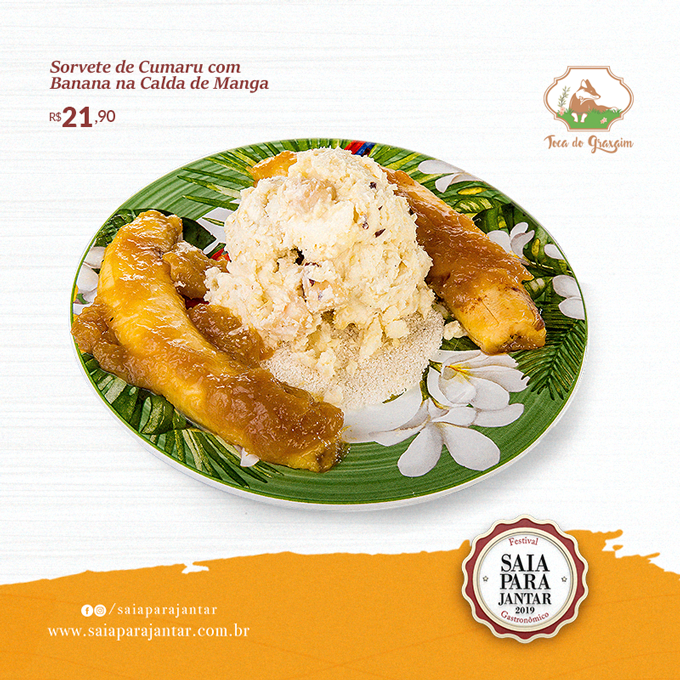 Sorvete de Cumaru com
Banana na Calda de Manga
R$21,90
Toca do Graxaim
Festival
SAIA
PARA
JANTAR
2019
Gastronômico
/saiaparajantar
www.saiaparajantar.com.br